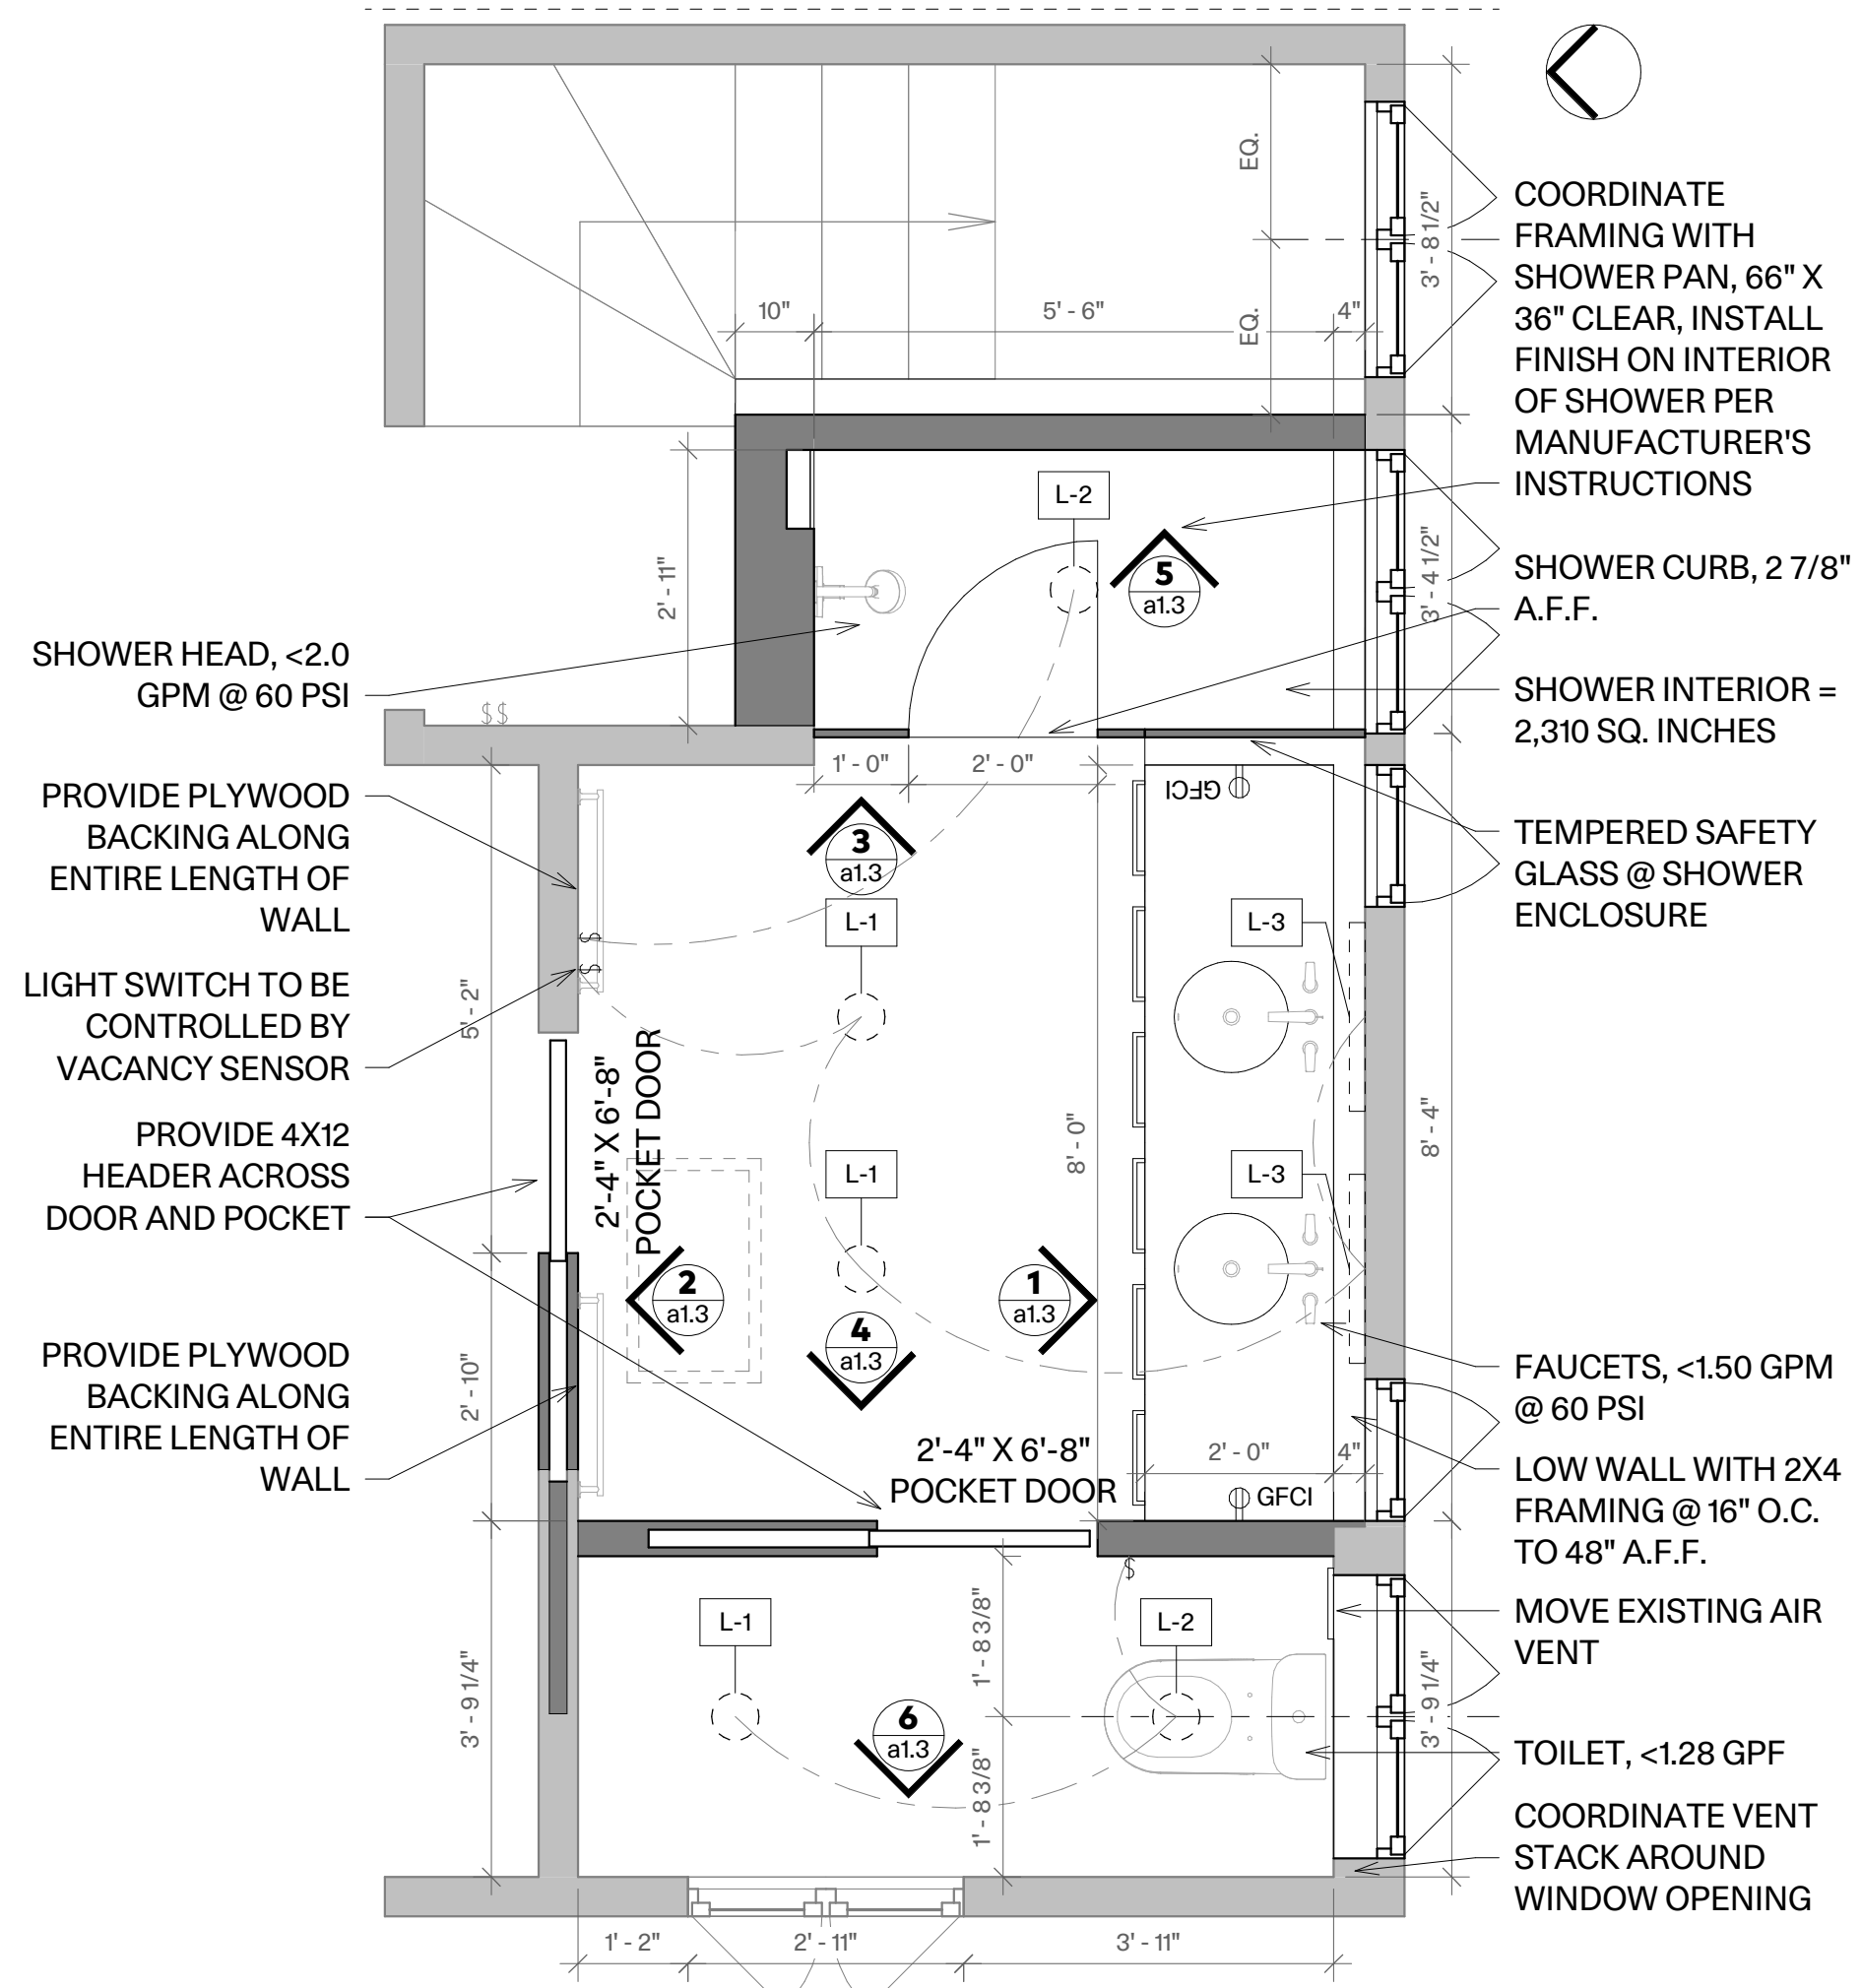 COORDINATE
FRAMING WITH
SHOWER PAN, 66" X
36" CLEAR, INSTALL
FINISH ON INTERIOR
OF SHOWER PER
MANUFACTURER'S
INSTRUCTIONS
SHOWER CURB, 2 7/8"
A.F.F.
SHOWER INTERIOR =
2,310 SQ. INCHES
TEMPERED SAFETY
GLASS @ SHOWER
ENCLOSURE
FAUCETS, <1.50 GPM
@ 60 PSI
LOW WALL WITH 2X4
FRAMING @ 16" O.C.
TO 48" A.F.F.
MOVE EXISTING AIR
VENT
TOILET, <1.28 GPF
COORDINATE VENT
STACK AROUND
WINDOW OPENING
SHOWER HEAD, <2.0
GPM @ 60 PSI
PROVIDE PLYWOOD
BACKING ALONG
ENTIRE LENGTH OF
WALL
LIGHT SWITCH TO BE
CONTROLLED BY
VACANCY SENSOR
PROVIDE 4X12
HEADER ACROSS
DOOR AND POCKET
PROVIDE PLYWOOD
BACKING ALONG
ENTIRE LENGTH OF
WALL
EQ.
EQ.
3' - 8 1/2"
10"
5' - 6"
4"
L-2
5
a1.3
2' - 11"
3' - 4 1/2"
$ $
1' - 0"
2' - 0"
GFCI
3
a1.3
L-1
L-3
$
$
5' - 2"
2'-4" X 6'-8"
POCKET DOOR
8' - 0"
8' - 4"
L-1
L-3
2
a1.3
1
a1.3
4
a1.3
2' - 10"
2'-4" X 6'-8"
POCKET DOOR
2' - 0"
4"
GFCI
$
L-1
L-2
1' - 8 3/8"
1' - 8 3/8"
3' - 9 1/4"
3' - 9 1/4"
6
a1.3
1' - 2"
2' - 11"
3' - 11"